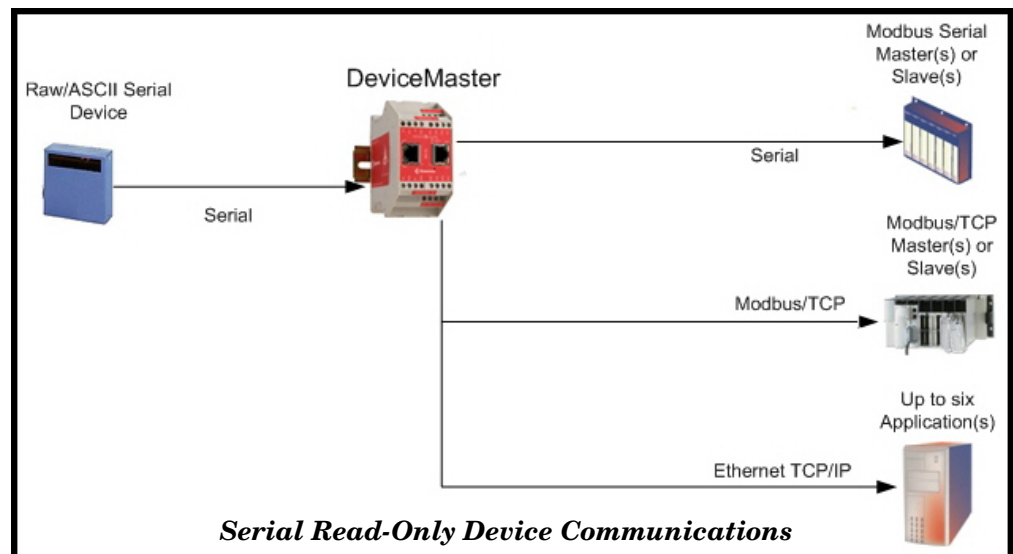 Raw/ASCII Serial
Device
Serial
DeviceMaster
Modbus Serial
Master(s) or
Slave(s)
Serial
Modbus/TCP
Master(s) or
Slave(s)
Modbus/TCP
Up to six
Application(s)
Ethernet TCP/IP
Serial Read-Only Device Communications